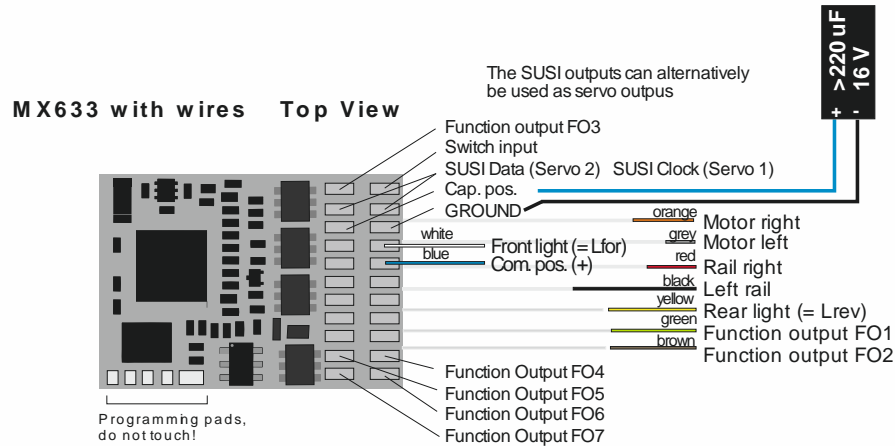 MX633 with wires Top View
The SUSI outputs can alternatively
be used as servo outpus
>220 uF
16 V
+ -
Function output FO3
Switch input
SUSI Data (Servo 2) SUSI Clock (Servo 1)
Cap. pos.
GROUND
orange Motor right
white grey Motor left
Front light (= Lfor)
blue Com. pos. (+)
red Rail right
black Left rail
yellow Rear light (= Lrev)
green Function output FO1
brown Function output FO2
Function Output FO4
Function Output FO5
Function Output FO6
Function Output FO7
Programming pads,
do not touch!